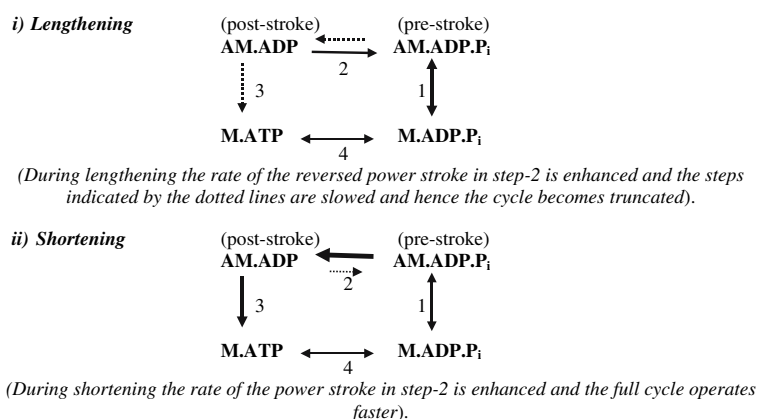 i) Lengthening (post-stroke) (pre-stroke)
AM.ADP AM.ADP.Pi
2
3 1
M.ATP M.ADP.Pi
4
(During lengthening the rate of the reversed power stroke in step-2 is enhanced and the steps
indicated by the dotted lines are slowed and hence the cycle becomes truncated).
ii) Shortening (post-stroke) (pre-stroke)
AM.ADP AM.ADP.Pi
2
3 1
M.ATP M.ADP.Pi
4
(During shortening the rate of the power stroke in step-2 is enhanced and the full cycle operates
faster).